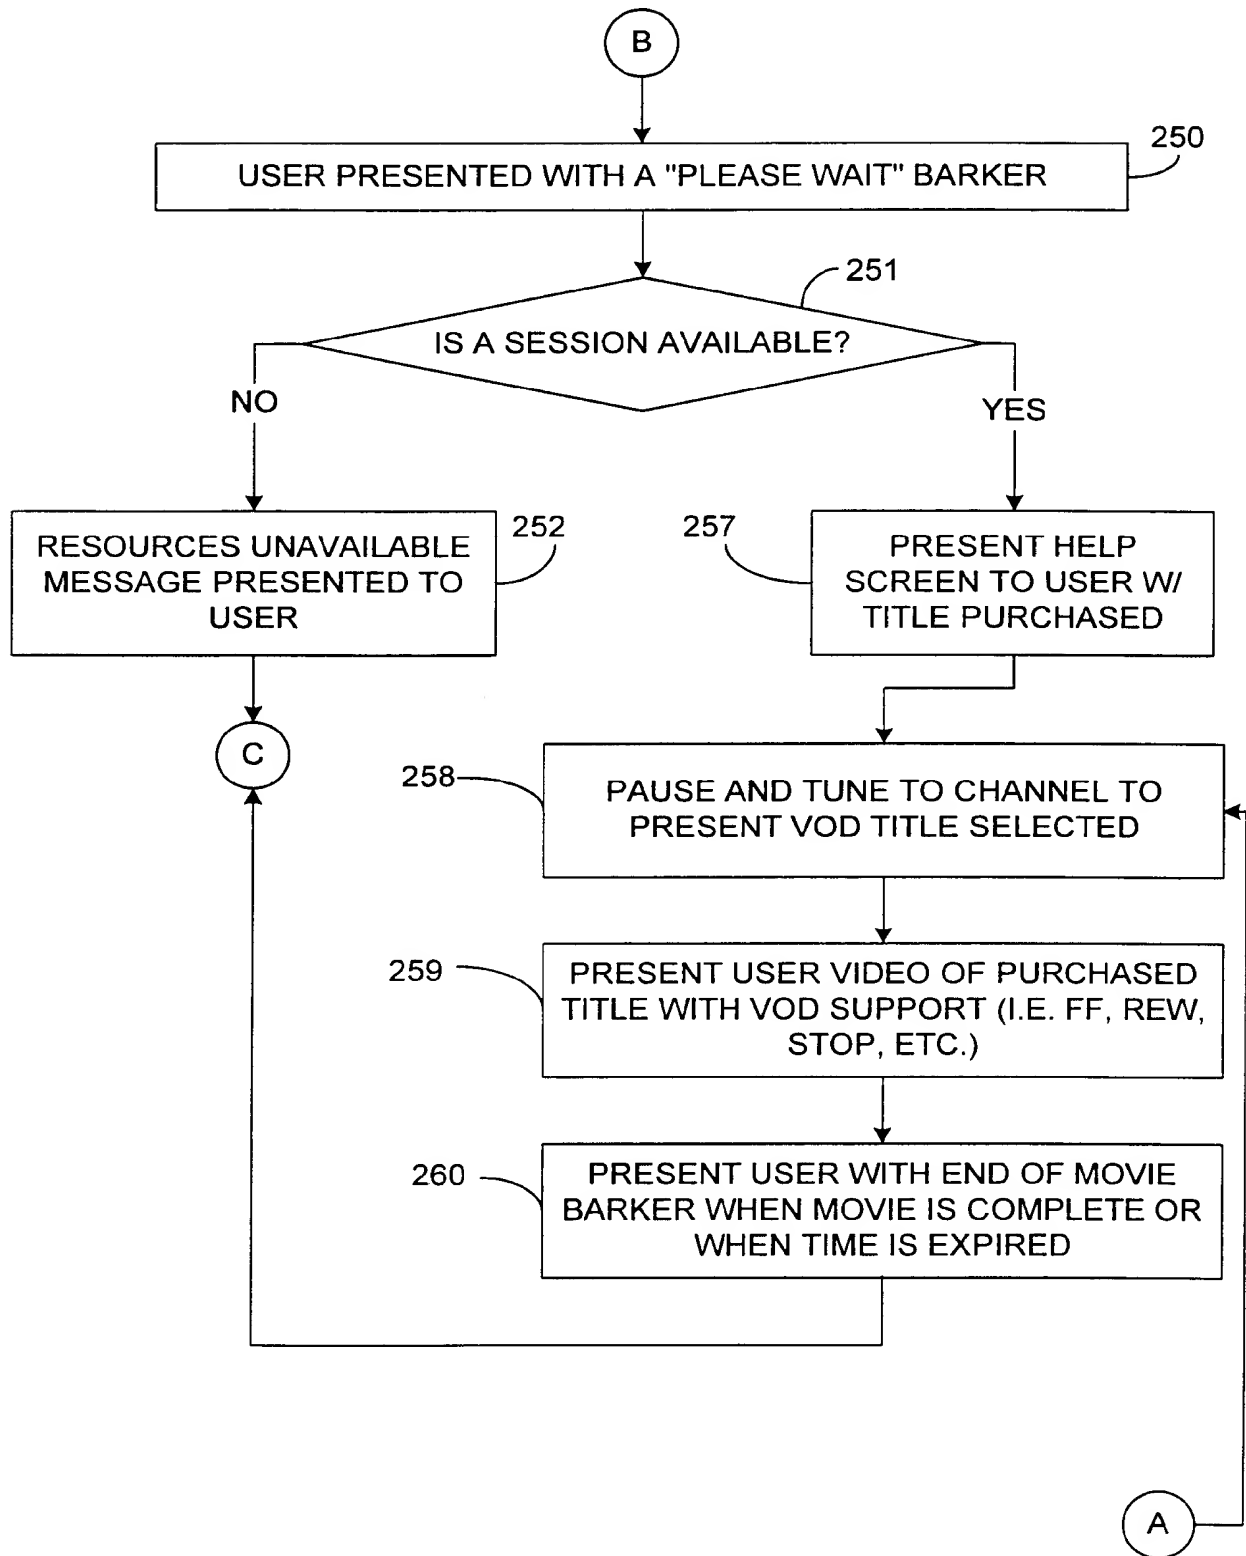 B
250
USER PRESENTED WITH A "PLEASE WAIT" BARKER
251
IS A SESSION AVAILABLE?
NO
YES
252
RESOURCES UNAVAILABLE
MESSAGE PRESENTED TO
USER
257
PRESENT HELP
SCREEN TO USER W/
TITLE PURCHASED
C
258
PAUSE AND TUNE TO CHANNEL TO
PRESENT VOD TITLE SELECTED
259
PRESENT USER VIDEO OF PURCHASED
TITLE WITH VOD SUPPORT (I.E. FF, REW,
STOP, ETC.)
260
PRESENT USER WITH END OF MOVIE
BARKER WHEN MOVIE IS COMPLETE OR
WHEN TIME IS EXPIRED
A